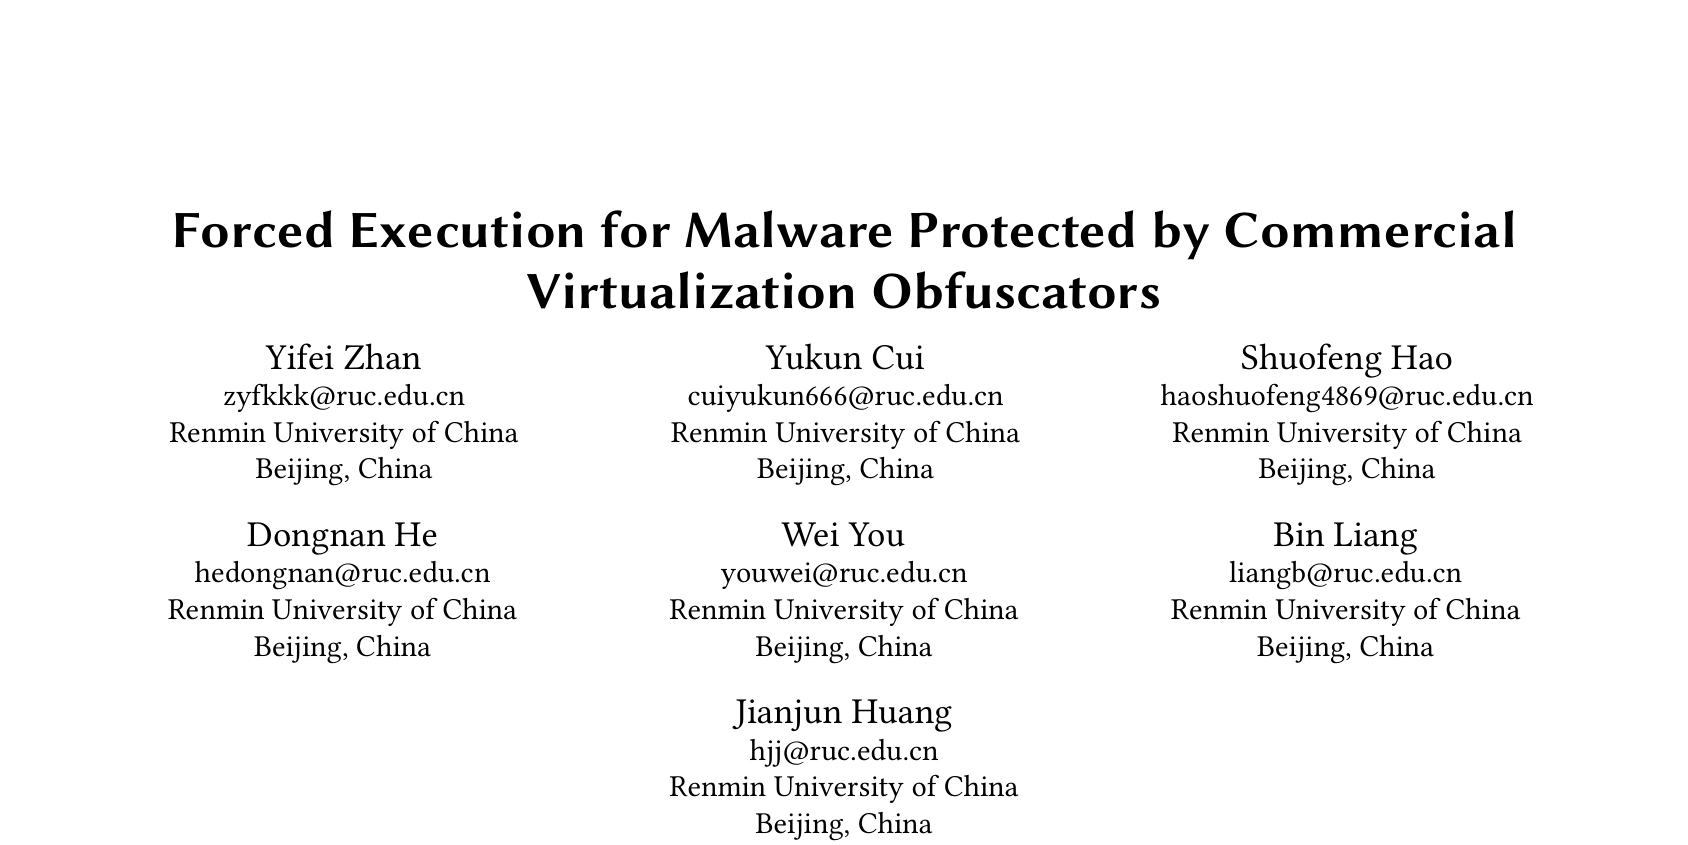 Forced Execution for Malware Protected by Commercial
Virtualization Obfuscators
Yifei Zhan
zyfkkk@ruc.edu.cn
Renmin University of China
Beijing, China
Yukun Cui
cuiyukun666@ruc.edu.cn
Renmin University of China
Beijing, China
Shuofeng Hao
haoshuofeng4869@ruc.edu.cn
Renmin University of China
Beijing, China
Dongnan He
hedongnan@ruc.edu.cn
Renmin University of China
Beijing, China
Wei You
youwei@ruc.edu.cn
Renmin University of China
Beijing, China
Bin Liang
liangb@ruc.edu.cn
Renmin University of China
Beijing, China
Jianjun Huang
hjj@ruc.edu.cn
Renmin University of China
Beijing, China